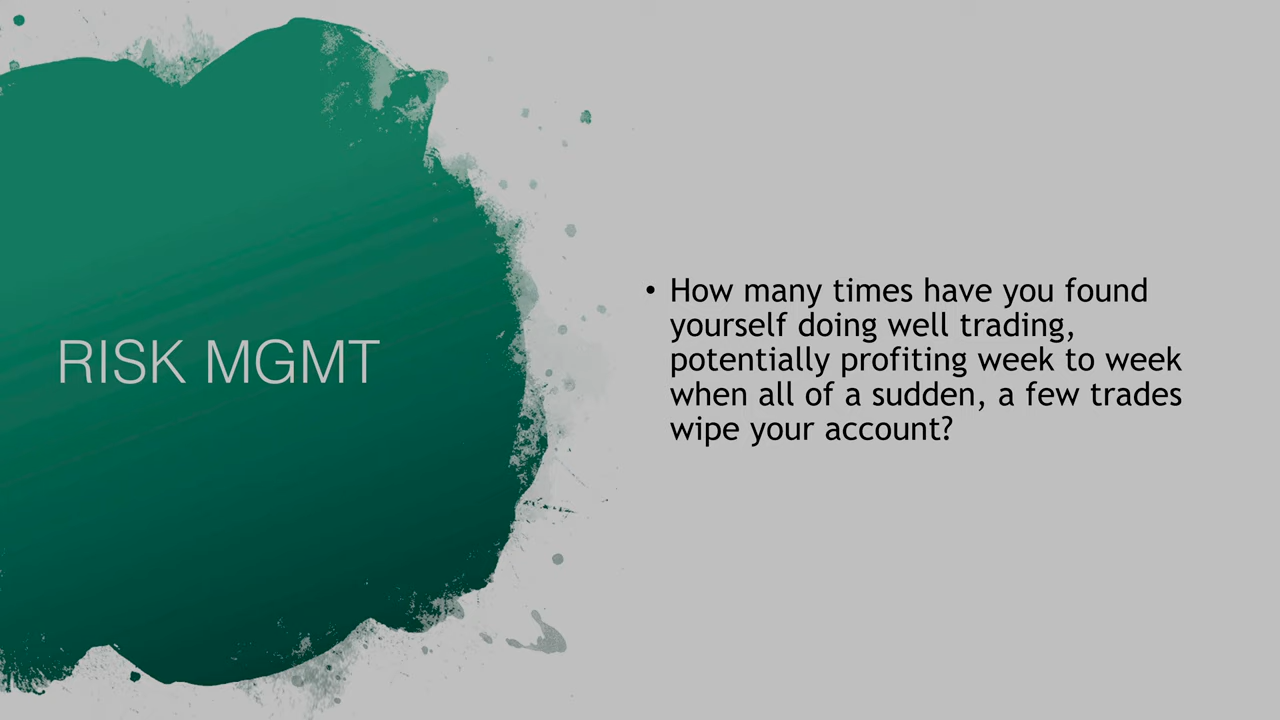 RISK MGMT
• How many times have you found
yourself doing well trading,
potentially profiting week to week
when all of a sudden, a few trades
wipe your account?